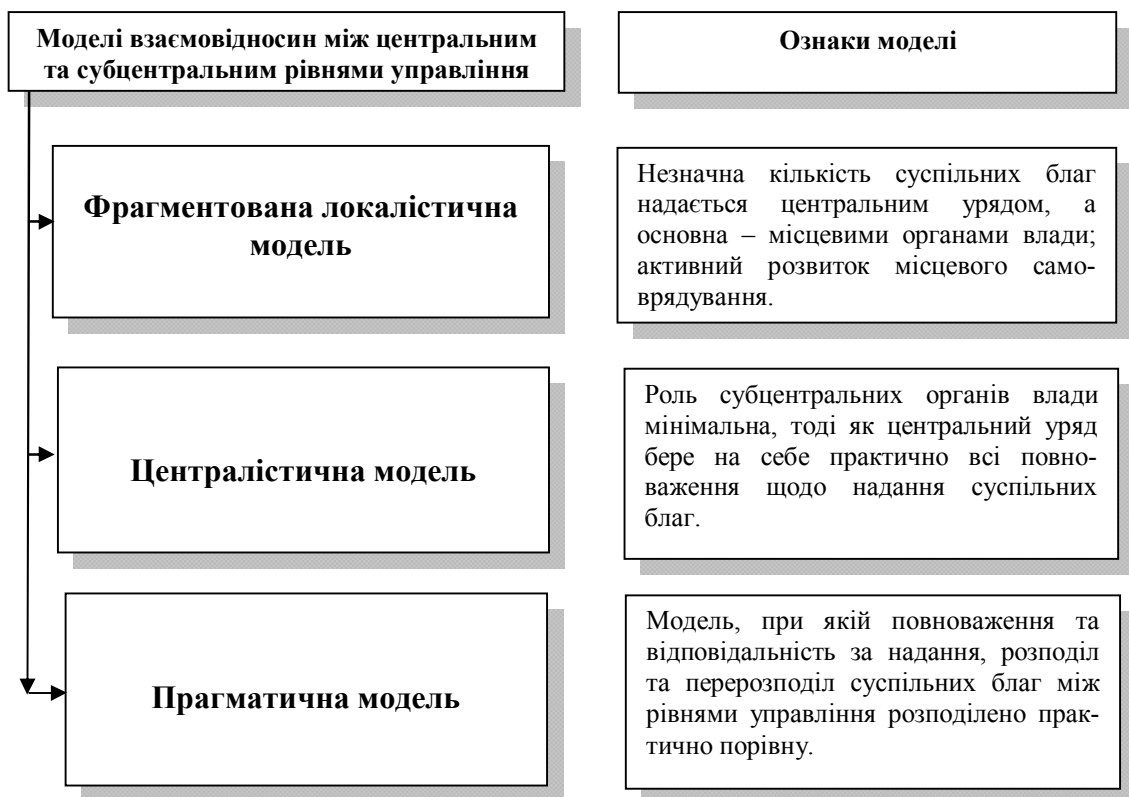 Моделі взаємовідносин між центральним
та субцентральним рівнями управління
Ознаки моделі
Фрагментована локалістична
модель
Незначна кількість суспільних благ
надається центральним урядом, а
основна – місцевими органами влади;
активний розвиток місцевого само-
врядування.
Централістична модель
Роль субцентральних органів влади
мінімальна, тоді як центральний уряд
бере на себе практично всі повно-
важення щодо надання суспільних
благ.
Прагматична модель
Модель, при якій повноваження та
відповідальність за надання, розподіл
та перерозподіл суспільних благ між
рівнями управління розподілено прак-
тично порівну.